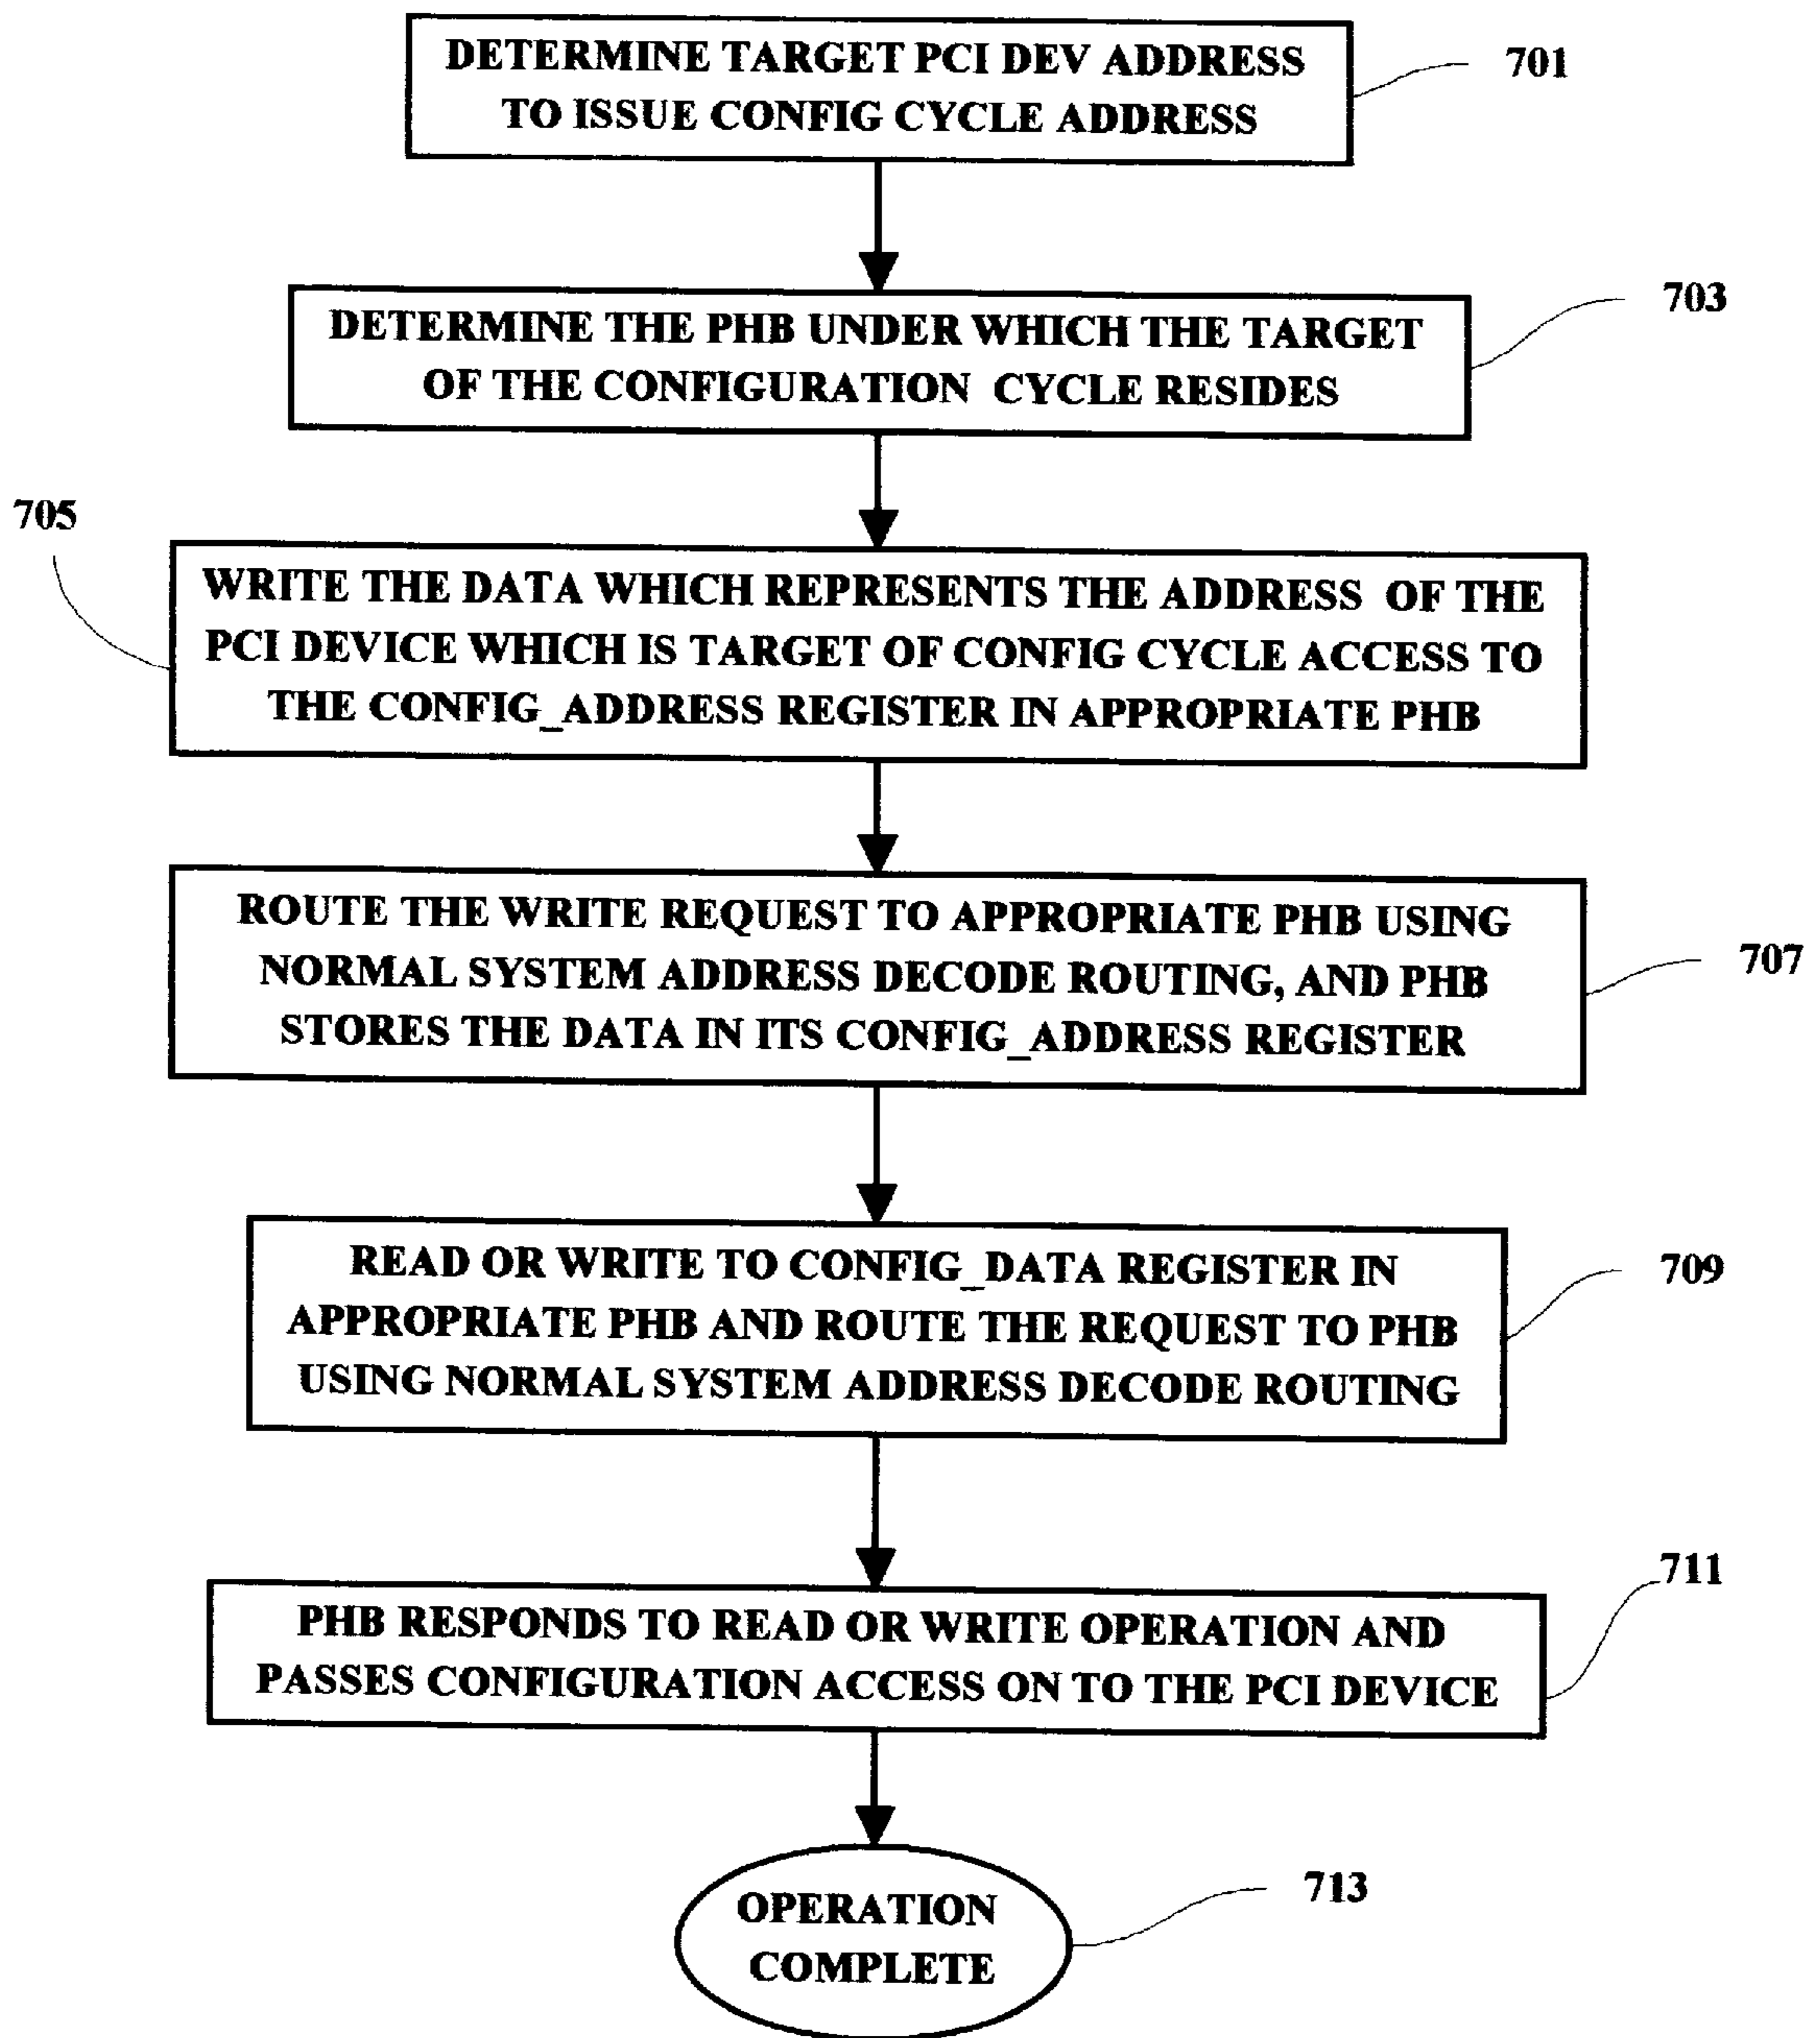 DETERMINE TARGET PCI DEV ADDRESS
TO ISSUE CONFIG CYCLE ADDRESS
701
DETERMINE THE PHB UNDER WHICH THE TARGET
OF THE CONFIGURATION CYCLE RESIDES
703
705
WRITE THE DATA WHICH REPRESENTS THE ADDRESS OF THE
PCI DEVICE WHICH IS TARGET OF CONFIG CYCLE ACCESS TO
THE CONFIG_ADDRESS REGISTER IN APPROPRIATE PHB
ROUTE THE WRITE REQUEST TO APPROPRIATE PHB USING
NORMAL SYSTEM ADDRESS DECODE ROUTING, AND PHB
STORES THE DATA IN ITS CONFIG_ADDRESS REGISTER
707
READ OR WRITE TO CONFIG_DATA REGISTER IN
APPROPRIATE PHB AND ROUTE THE REQUEST TO PHB
USING NORMAL SYSTEM ADDRESS DECODE ROUTING
709
PHB RESPONDS TO READ OR WRITE OPERATION AND
PASSES CONFIGURATION ACCESS ON TO THE PCI DEVICE
711
OPERATION
COMPLETE
713